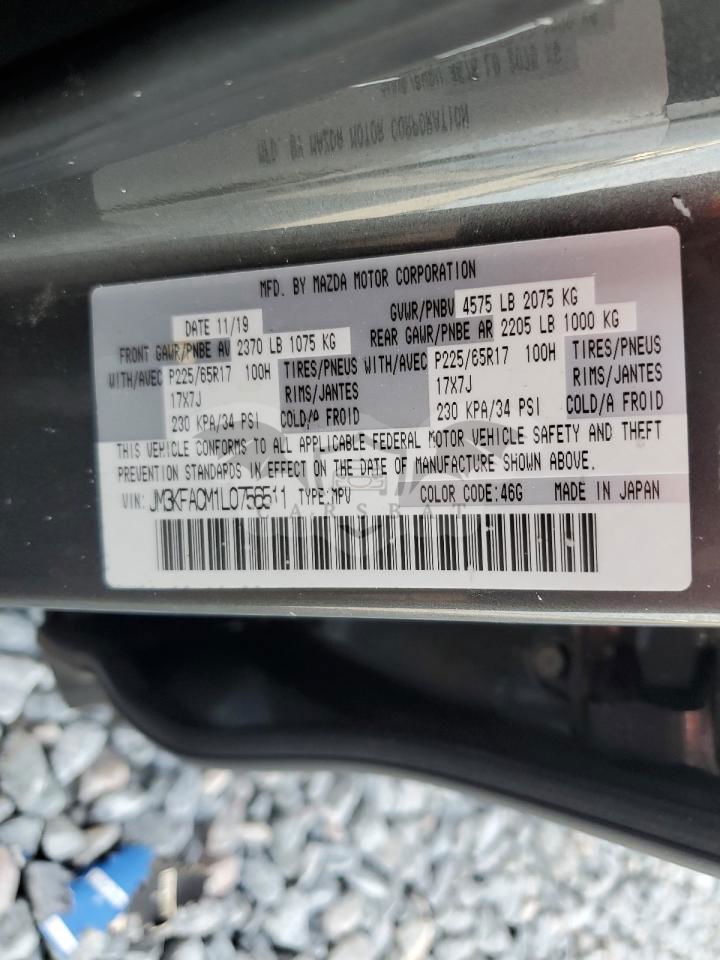 MFD. BY MAZDA MOTOR CORPORATION
DATE 11/19 GVWR/PNBV 4575 LB 2075 KG
FRONT GAWR/PNBE AV 2370 LB 1075 KG REAR GAWR/PNBE AR 2205 LB 1000 KG
WITH/AVEC P225/65R17 100H TIRES/PNEUS WITH/AVEC P225/65R17 100H TIRES/PNEUS
17X7J RIMS/JANTES 17X7J RIMS/JANTES
230 KPA/34 PSI COLD/A FROID 230 KPA/34 PSI COLD/A FROID
THIS VEHICLE CONFORMS TO ALL APPLICABLE FEDERAL MOTOR VEHICLE SAFETY AND THEFT
PREVENTION STANDARDS IN EFFECT ON THE DATE OF MANUFACTURE SHOWN ABOVE.
VIN: JM3KFACM1L0756511 TYPE:MPV COLOR CODE:46G MADE IN JAPAN
CARSBAT